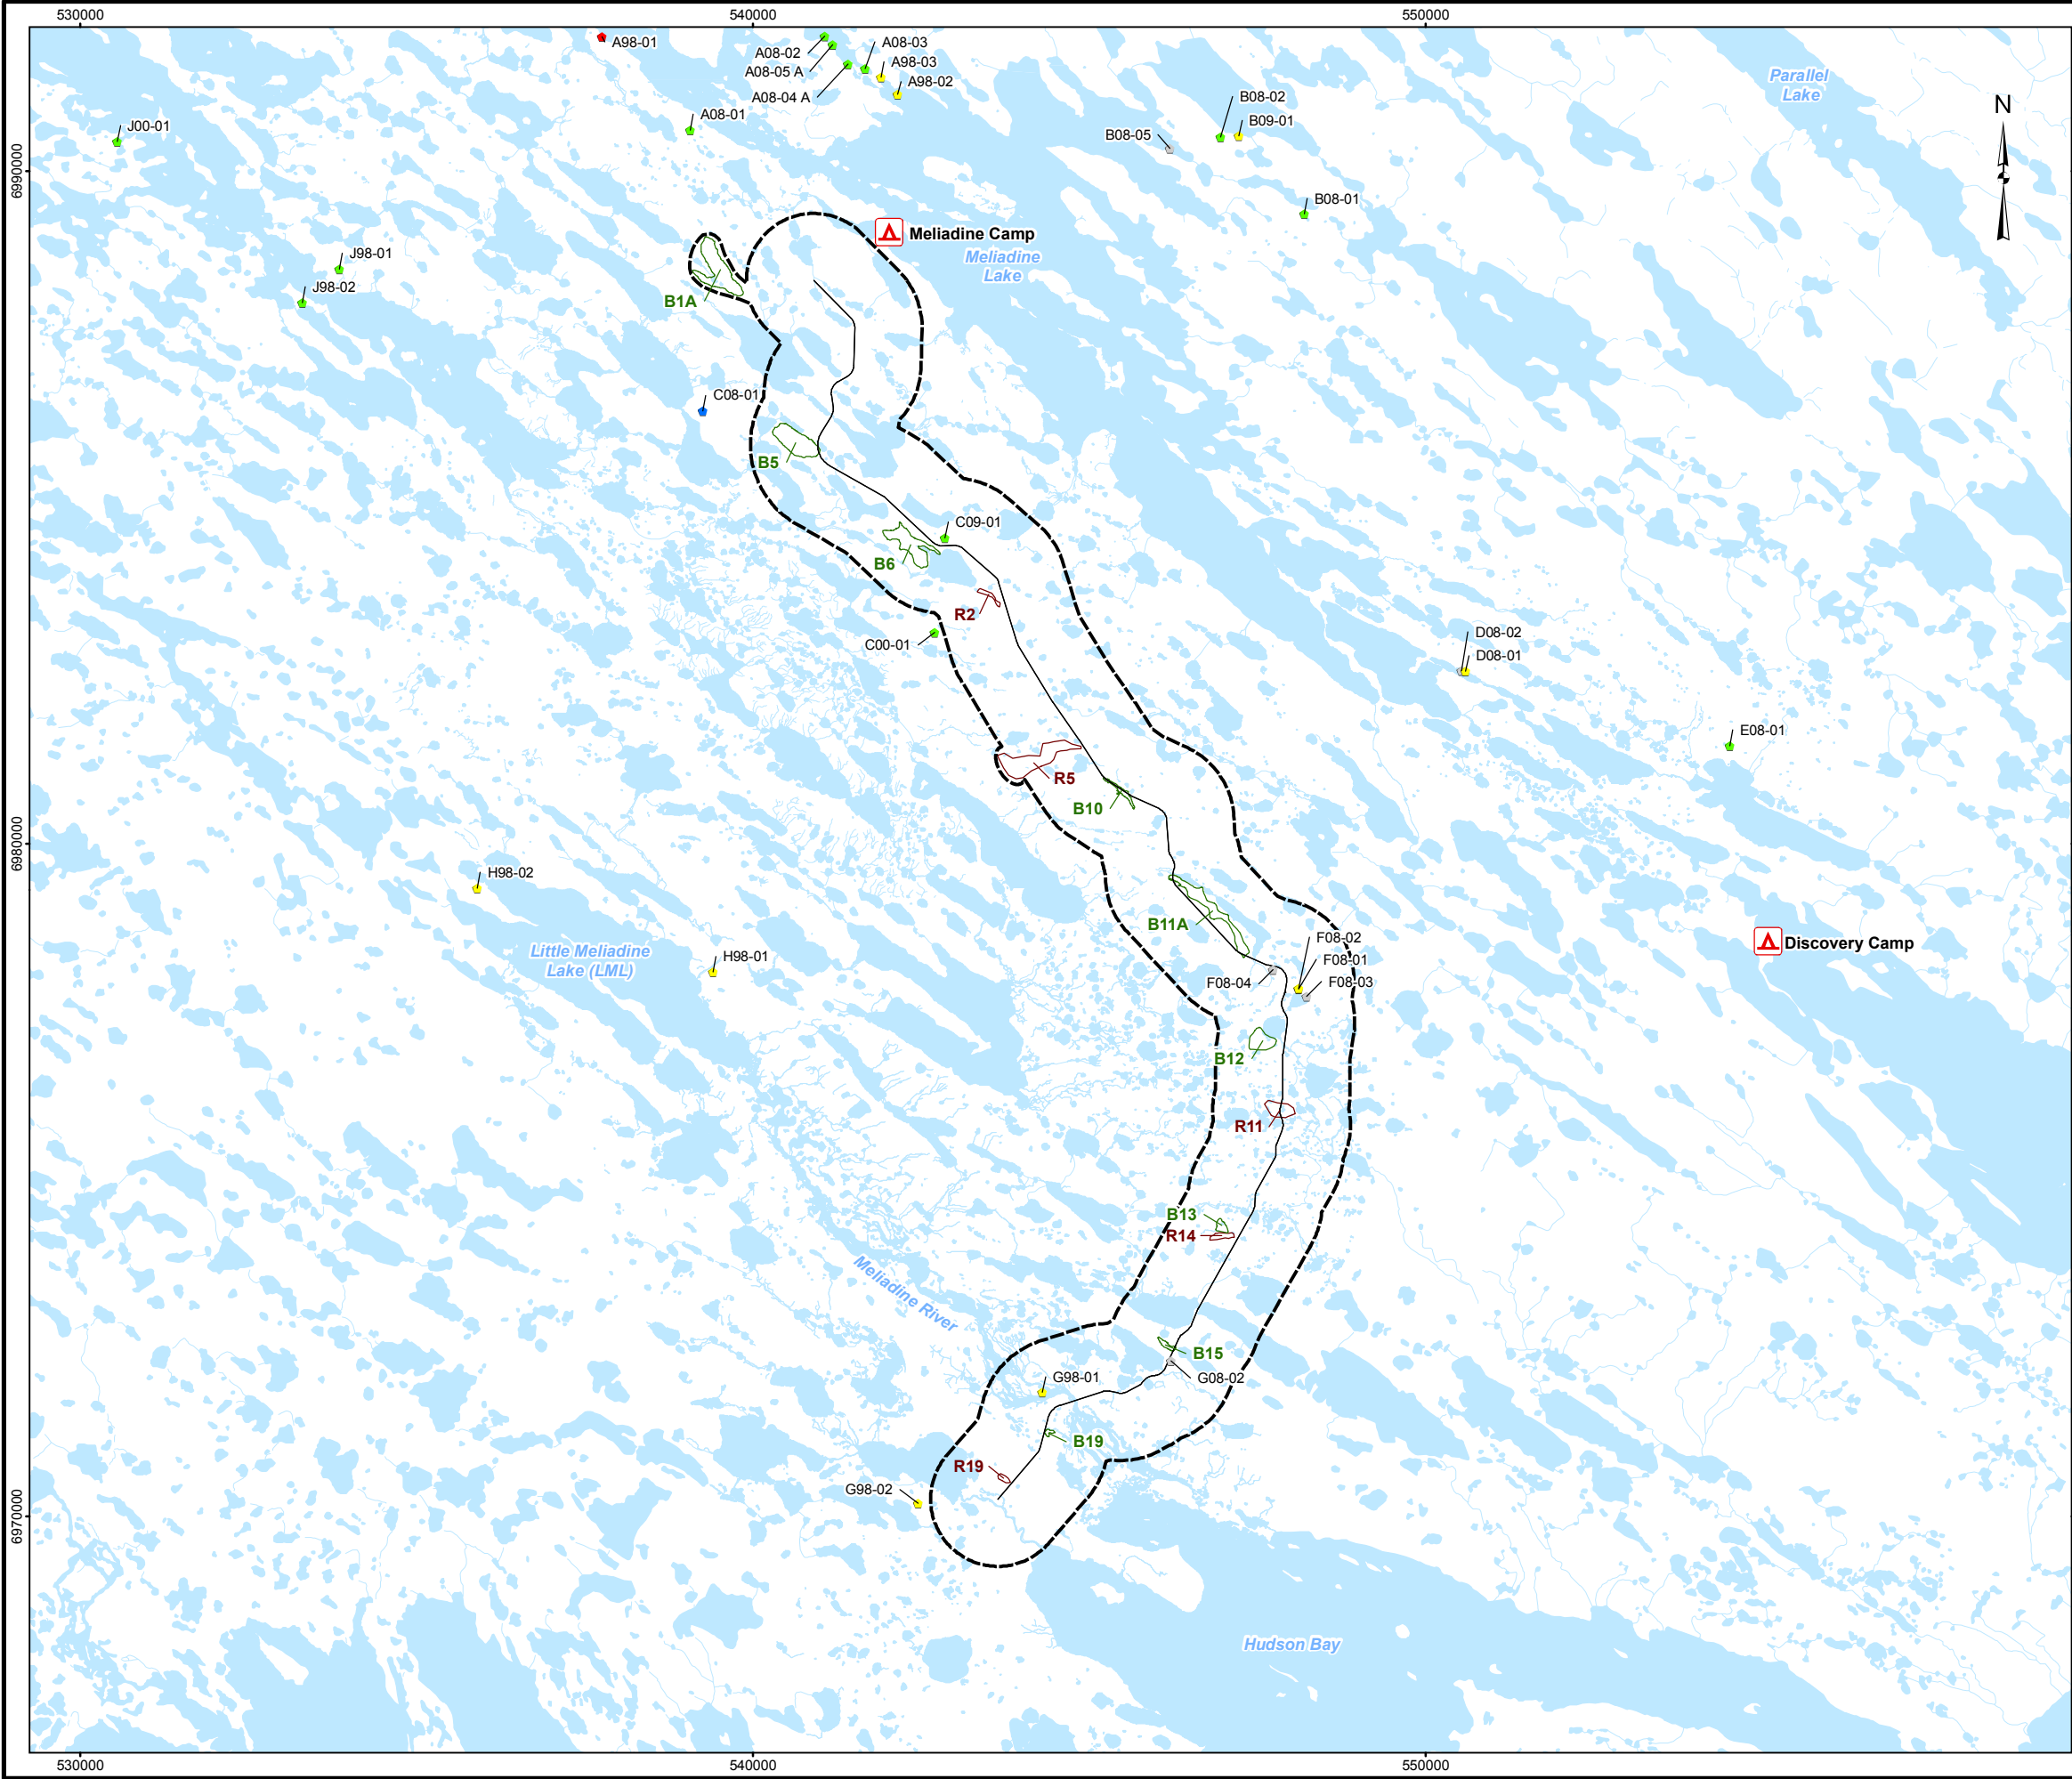 530000
540000
550000
A98-01
A08-02
A08-03
Parallel
Lake
A98-03
A08-05 A
A98-02
A08-04 A
B08-02
N
A08-01
B09-01
J00-01
B08-05
6990000
B08-01
Meliadine Camp
J98-01
Meliadine
Lake
J98-02
B1A
C08-01
B5
C09-01
B6
R2
D08-02
C00-01
D08-01
E08-01
R5
B10
6980000
H98-02
B11A
F08-02
Discovery Camp
Little Meliadine
Lake (LML)
H98-01
F08-01
F08-04
F08-03
B12
R11
B13
R14
Meliadine River
B15
G98-01
G08-02
B19
R19
G98-02
6970000
Hudson Bay
530000
540000
550000